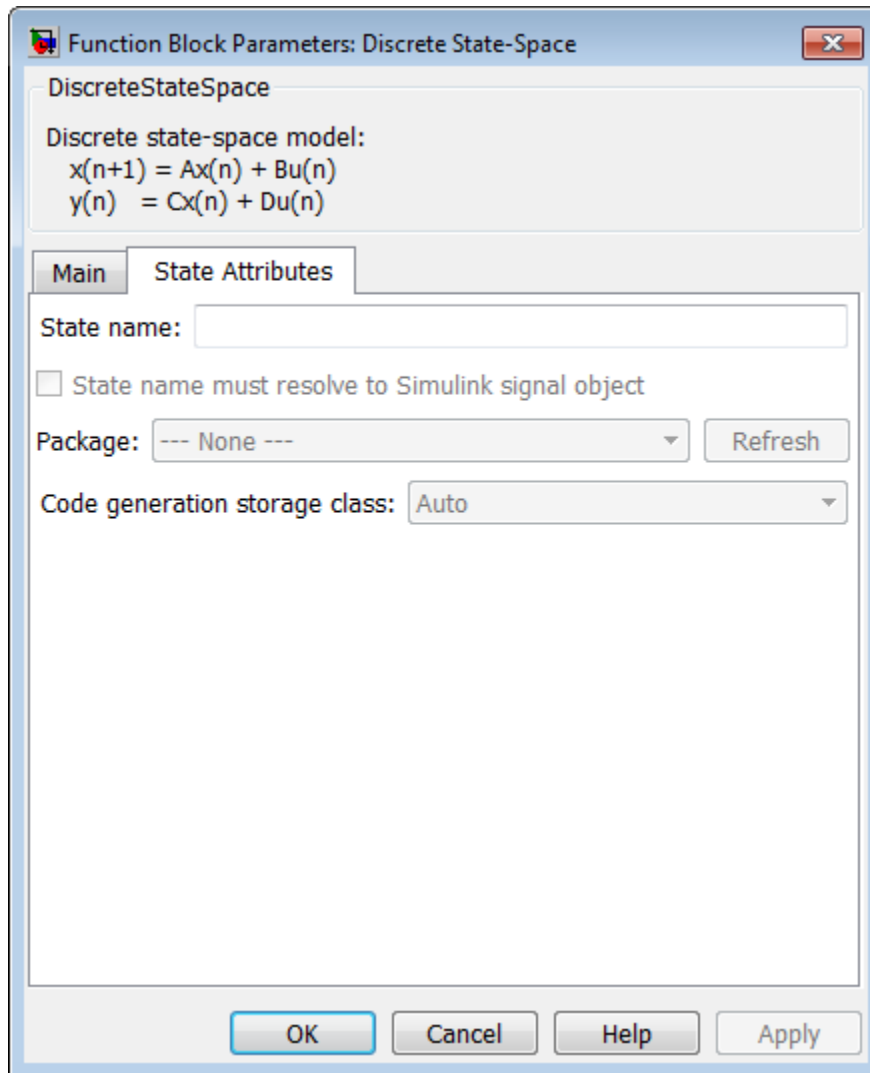 Function Block Parameters: Discrete State-Space
DiscreteStateSpace
Discrete state-space model:
x(n+1) = Ax(n) + Bu(n)
y(n)   = Cx(n) + Du(n)
Main State Attributes
State name:
State name must resolve to Simulink signal object
Package: --- None --- Refresh
Code generation storage class: Auto
OK Cancel Help Apply